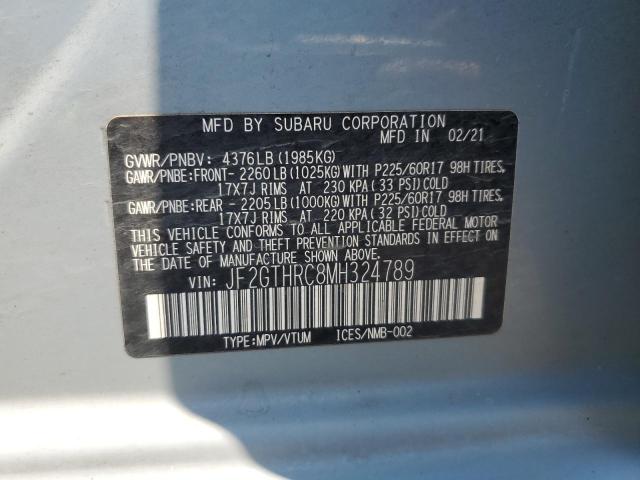 MFD BY SUBARU CORPORATION
MFD IN 02/21
GVWR/PNBV: 4376LB(1985KG)
GAWR/PNBE:FRONT- 2260LB(1025KG)WITH P225/60R17 98H TIRES,
17X7J RIMS AT 230 KPA(33 PSI)COLD
GAWR/PNBE:REAR - 2205LB(1000KG)WITH P225/60R17 98H TIRES,
17X7J RIMS AT 220 KPA(32 PSI)COLD
THIS VEHICLE CONFORMS TO ALL APPLICABLE FEDERAL MOTOR
VEHICLE SAFETY AND THEFT PREVENTION STANDARDS IN EFFECT ON
THE DATE OF MANUFACTURE SHOWN ABOVE.
VIN: JF2GTHRC8MH324789
TYPE:MPV/VTUM ICES/NMB-002